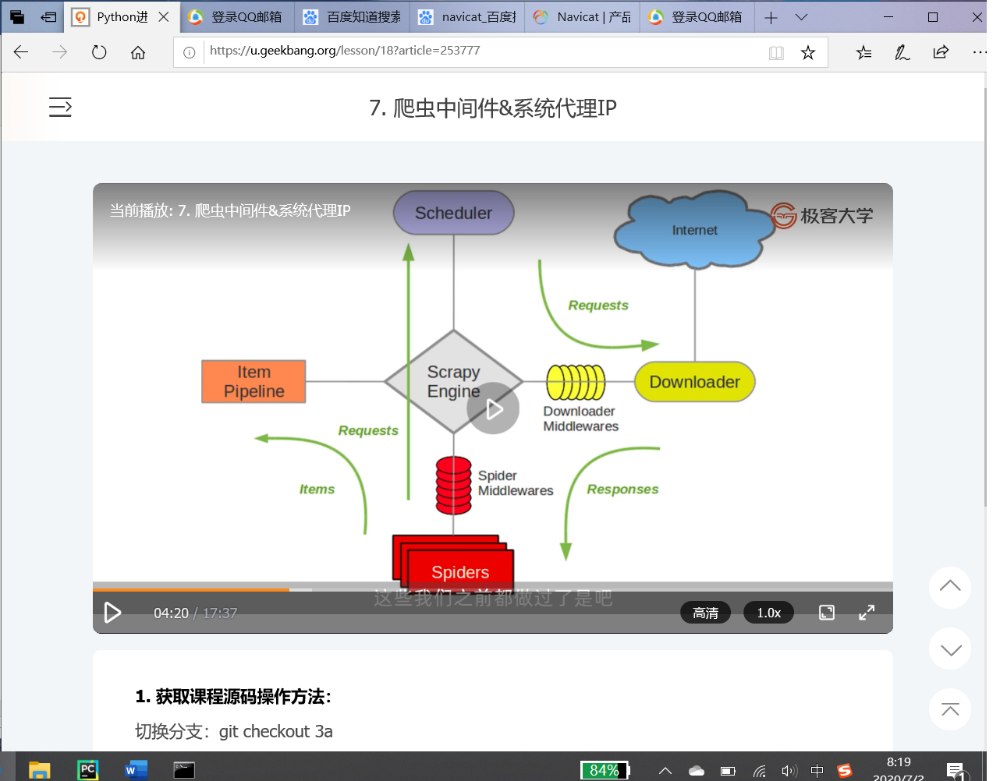 Python进
登录QQ邮箱
百度知道搜索
navicat_百度搜
Navicat | 产品
登录QQ邮箱
https://u.geekbang.org/lesson/18?article=253777
7. 爬虫中间件&系统代理IP
当前播放: 7. 爬虫中间件&系统代理IP
极客大学
Scheduler
Internet
Requests
Item
Pipeline
Scrapy
Engine
Downloader
Downloader
Middlewares
Requests
Items
Spider
Middlewares
Responses
Spiders
这些我们之前都做过了是吧
04:20 / 17:37
高清
1.0x
1. 获取课程源码操作方法：
切换分支：git checkout 3a
PC
W
84%
中
S
8:19
2020/7/2
1